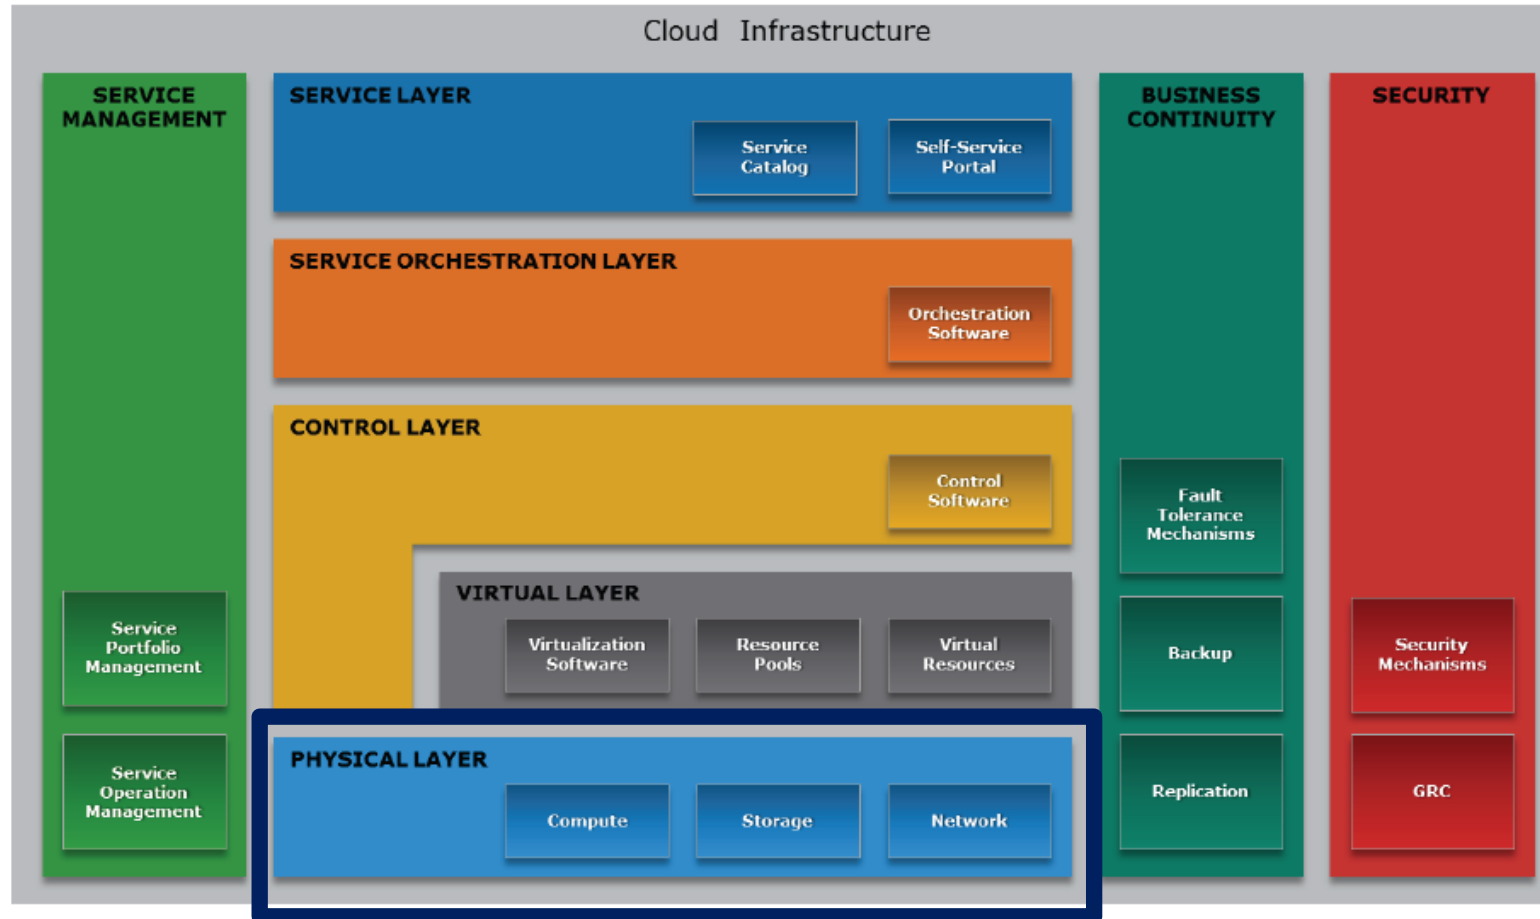 Cloud Infrastructure
SERVICE
MANAGEMENT
Service
Portfolio
Management
Service
Operation
Management
SERVICE LAYER
Service
Catalog
Self-Service
Portal
SERVICE ORCHESTRATION LAYER
Orchestration
Software
CONTROL LAYER
Control
Software
VIRTUAL LAYER
Virtualization
Software
Resource
Pools
Virtual
Resources
PHYSICAL LAYER
Compute
Storage
Network
BUSINESS
CONTINUITY
Fault
Tolerance
Mechanisms
Backup
Replication
SECURITY
Security
Mechanisms
GRC